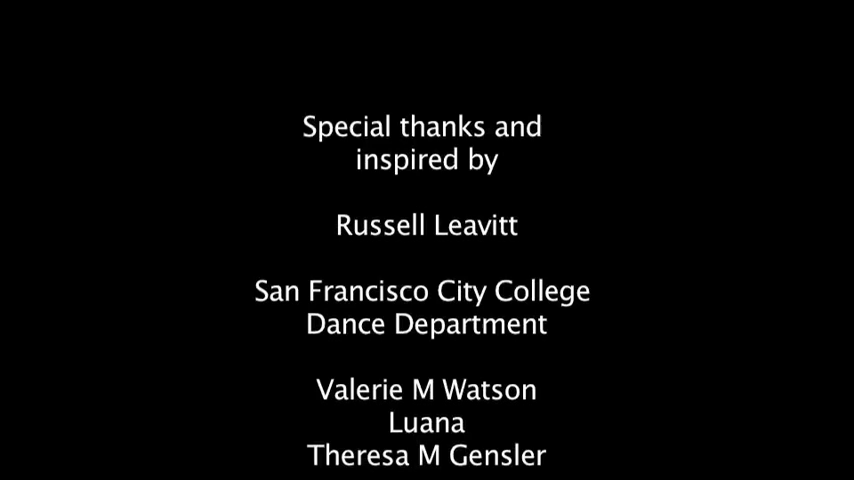 Special thanks and
inspired by
Russell Leavitt
San Francisco City College
Dance Department
Valerie M Watson
Luana
Theresa M Gensler